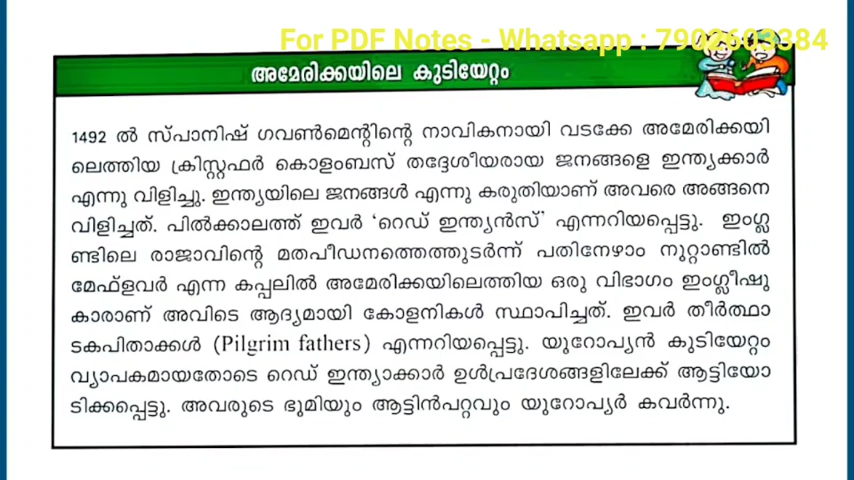 For PDF Notes - Whatsapp : 7902603384
അമേരിക്കയിലെ കുടിയേറ്റം
1492 ൽ സ്പാനിഷ് ഗവൺമെന്റിന്റെ നാവികനായി വടക്കേ അമേരിക്കയി
ലെത്തിയ ക്രിസ്റ്റഫർ കൊളംബസ് തദ്ദേശീയരായ ജനങ്ങളെ ഇന്ത്യക്കാർ
എന്നു വിളിച്ചു. ഇന്ത്യയിലെ ജനങ്ങൾ എന്നു കരുതിയാണ് അവരെ അങ്ങനെ
വിളിച്ചത്. പിൽക്കാലത്ത് ഇവർ ‘റെഡ് ഇന്ത്യൻസ്’ എന്നറിയപ്പെട്ടു. ഇംഗ്ല
ണ്ടിലെ രാജാവിന്റെ മതപീഡനത്തെത്തുടർന്ന് പതിനേഴാം നൂറ്റാണ്ടിൽ
മേഫ്ളവർ എന്ന കപ്പലിൽ അമേരിക്കയിലെത്തിയ ഒരു വിഭാഗം ഇംഗ്ലീഷു
കാരാണ് അവിടെ ആദ്യമായി കോളനികൾ സ്ഥാപിച്ചത്. ഇവർ തീർത്ഥാ
ടകപിതാക്കൾ (Pilgrim fathers) എന്നറിയപ്പെട്ടു. യൂറോപ്യൻ കുടിയേറ്റം
വ്യാപകമായതോടെ റെഡ് ഇന്ത്യാക്കാർ ഉൾപ്രദേശങ്ങളിലേക്ക് ആട്ടിയോ
ടിക്കപ്പെട്ടു. അവരുടെ ഭൂമിയും ആട്ടിൻപറ്റവും യൂറോപ്യർ കവർന്നു.